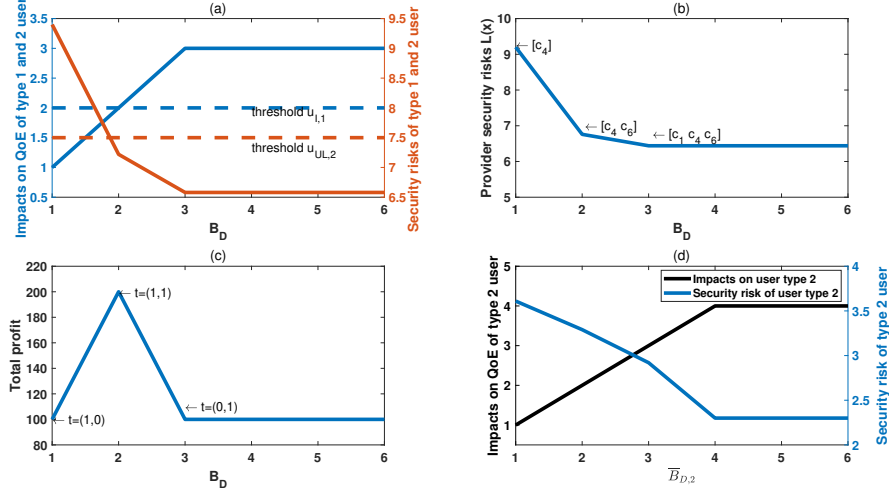 (a)
Impacts on QoE of type 1 and 2 user
3.5
3
2.5
2
1.5
1
0.5
threshold u_{I,1}
threshold u_{UL,2}
9
8.5
8
7.5
7
6.5
Security risks of type 1 and 2 user
1 2 3 4 5 6
B_D
(b)
Provider security risks L(x)
10
9
8
7
6
5
← [c_4]
← [c_4 c_6]
← [c_1 c_4 c_6]
1 2 3 4 5 6
B_D
(c)
Total profit
220
200
180
160
140
120
100
80
← t=(1,1)
← t=(0,1)
← t=(1,0)
1 2 3 4 5 6
B_D
(d)
Impacts on QoE of type 2 user
5
4
3
2
1
Impacts on user type 2
Security risk of user type 2
4
3.5
3
2.5
2
Security risk of type 2 user
1 2 3 4 5 6
\overline{B}_{D,2}